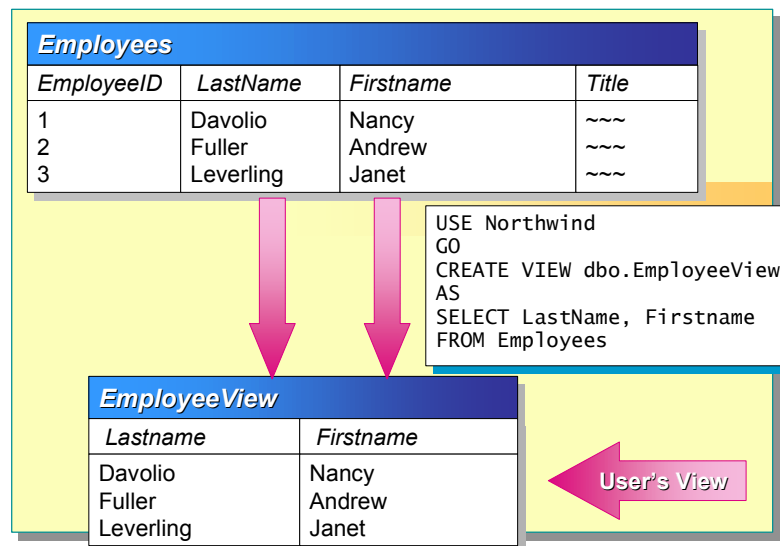 Employees
EmployeeID LastName Firstname Title
1 Davolio Nancy ~~~
2 Fuller Andrew ~~~
3 Leverling Janet ~~~
USE Northwind
GO
CREATE VIEW dbo.EmployeeView
AS
SELECT LastName, Firstname
FROM Employees
EmployeeView
Lastname Firstname
Davolio Nancy
Fuller Andrew
Leverling Janet
User's View